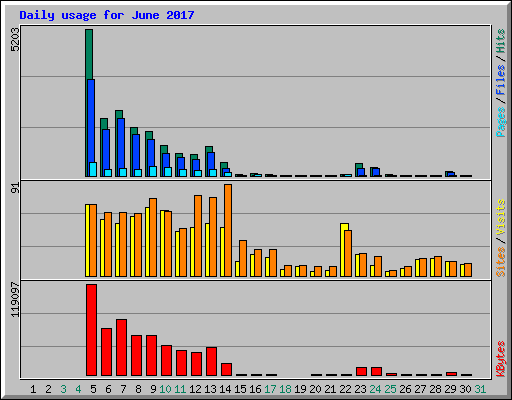 Daily usage for June 2017
5203
Pages/Files/Hits
91
Sites/Visits
119097
KBytes
1 2 3 4 5 6 7 8 9 10 11 12 13 14 15 16 17 18 19 20 21 22 23 24 25 26 27 28 29 30 31